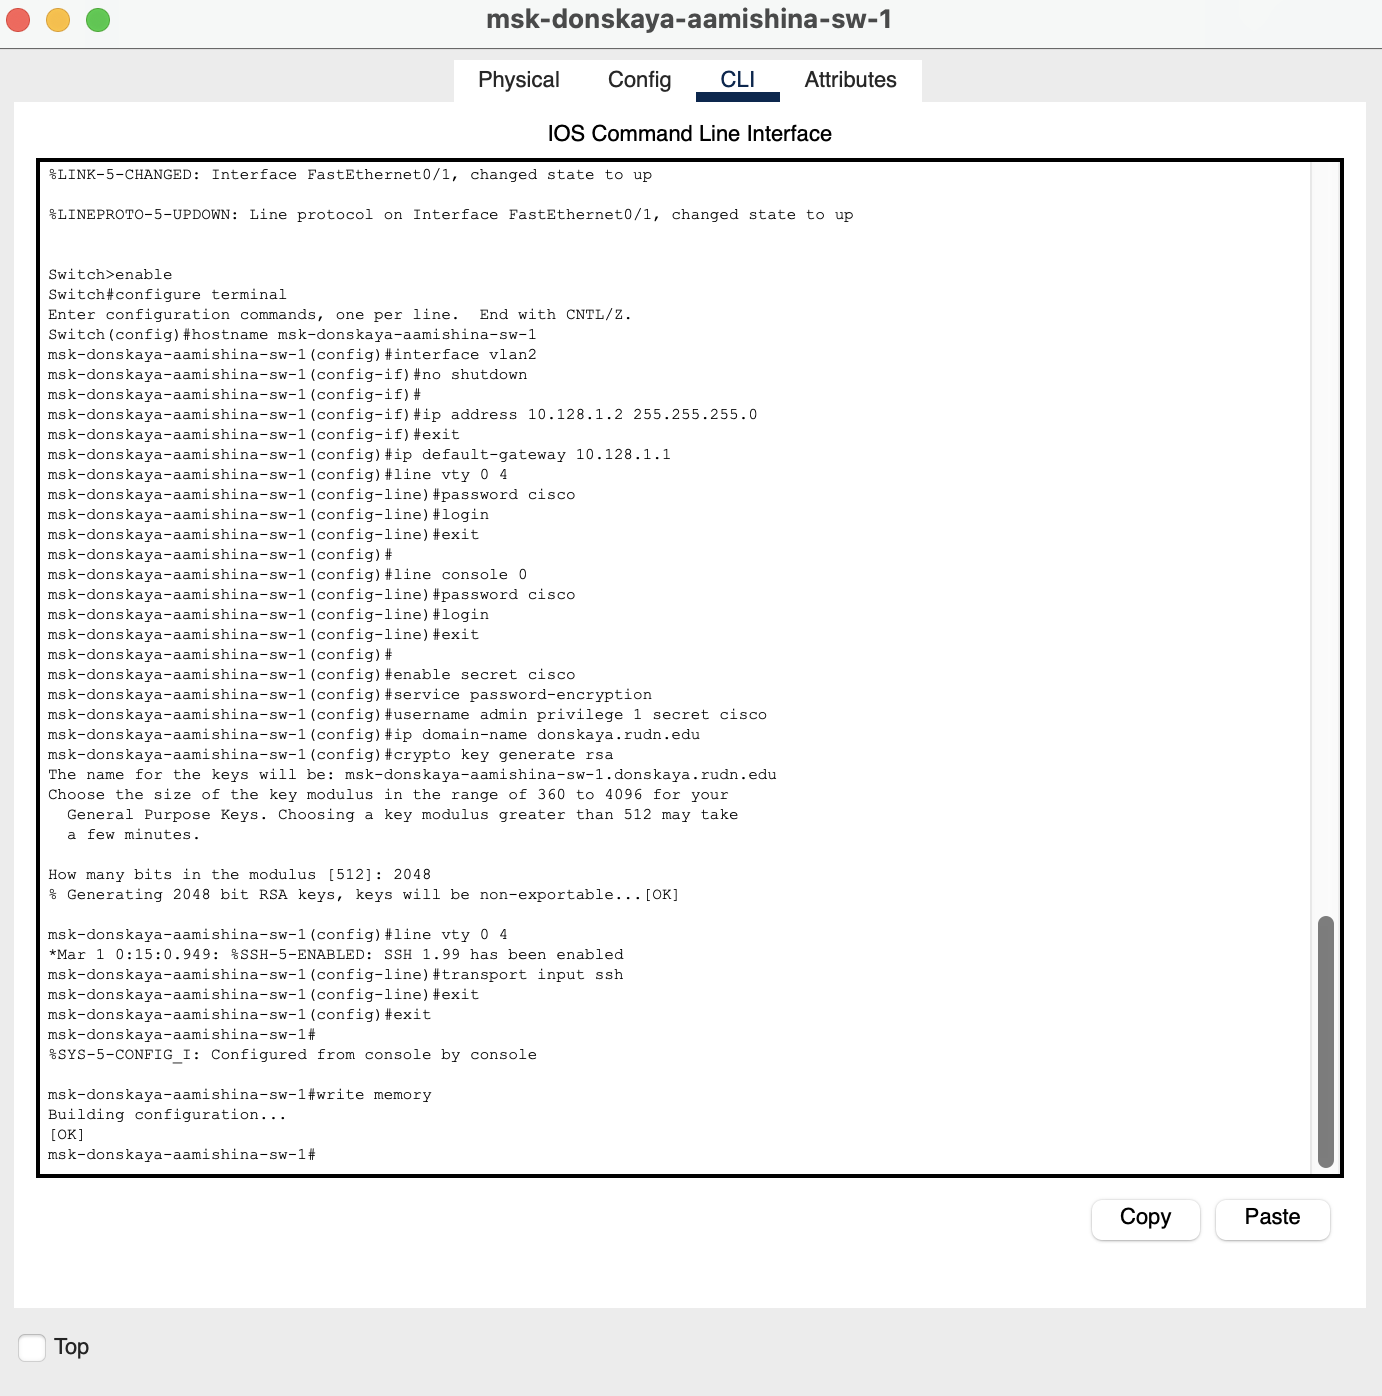 msk-donskaya-aamishina-sw-1
Physical Config CLI Attributes
IOS Command Line Interface
%LINK-5-CHANGED: Interface FastEthernet0/1, changed state to up
%LINEPROTO-5-UPDOWN: Line protocol on Interface FastEthernet0/1, changed state to up
Switch>enable
Switch#configure terminal
Enter configuration commands, one per line.  End with CNTL/Z.
Switch(config)#hostname msk-donskaya-aamishina-sw-1
msk-donskaya-aamishina-sw-1(config)#interface vlan2
msk-donskaya-aamishina-sw-1(config-if)#no shutdown
msk-donskaya-aamishina-sw-1(config-if)#
msk-donskaya-aamishina-sw-1(config-if)#ip address 10.128.1.2 255.255.255.0
msk-donskaya-aamishina-sw-1(config-if)#exit
msk-donskaya-aamishina-sw-1(config)#ip default-gateway 10.128.1.1
msk-donskaya-aamishina-sw-1(config)#line vty 0 4
msk-donskaya-aamishina-sw-1(config-line)#password cisco
msk-donskaya-aamishina-sw-1(config-line)#login
msk-donskaya-aamishina-sw-1(config-line)#exit
msk-donskaya-aamishina-sw-1(config)#
msk-donskaya-aamishina-sw-1(config)#line console 0
msk-donskaya-aamishina-sw-1(config-line)#password cisco
msk-donskaya-aamishina-sw-1(config-line)#login
msk-donskaya-aamishina-sw-1(config-line)#exit
msk-donskaya-aamishina-sw-1(config)#
msk-donskaya-aamishina-sw-1(config)#enable secret cisco
msk-donskaya-aamishina-sw-1(config)#service password-encryption
msk-donskaya-aamishina-sw-1(config)#username admin privilege 1 secret cisco
msk-donskaya-aamishina-sw-1(config)#ip domain-name donskaya.rudn.edu
msk-donskaya-aamishina-sw-1(config)#crypto key generate rsa
The name for the keys will be: msk-donskaya-aamishina-sw-1.donskaya.rudn.edu
Choose the size of the key modulus in the range of 360 to 4096 for your
  General Purpose Keys. Choosing a key modulus greater than 512 may take
  a few minutes.
How many bits in the modulus [512]: 2048
% Generating 2048 bit RSA keys, keys will be non-exportable...[OK]
msk-donskaya-aamishina-sw-1(config)#line vty 0 4
*Mar 1 0:15:0.949: %SSH-5-ENABLED: SSH 1.99 has been enabled
msk-donskaya-aamishina-sw-1(config-line)#transport input ssh
msk-donskaya-aamishina-sw-1(config-line)#exit
msk-donskaya-aamishina-sw-1(config)#exit
msk-donskaya-aamishina-sw-1#
%SYS-5-CONFIG_I: Configured from console by console
msk-donskaya-aamishina-sw-1#write memory
Building configuration...
[OK]
msk-donskaya-aamishina-sw-1#
Copy Paste
Top